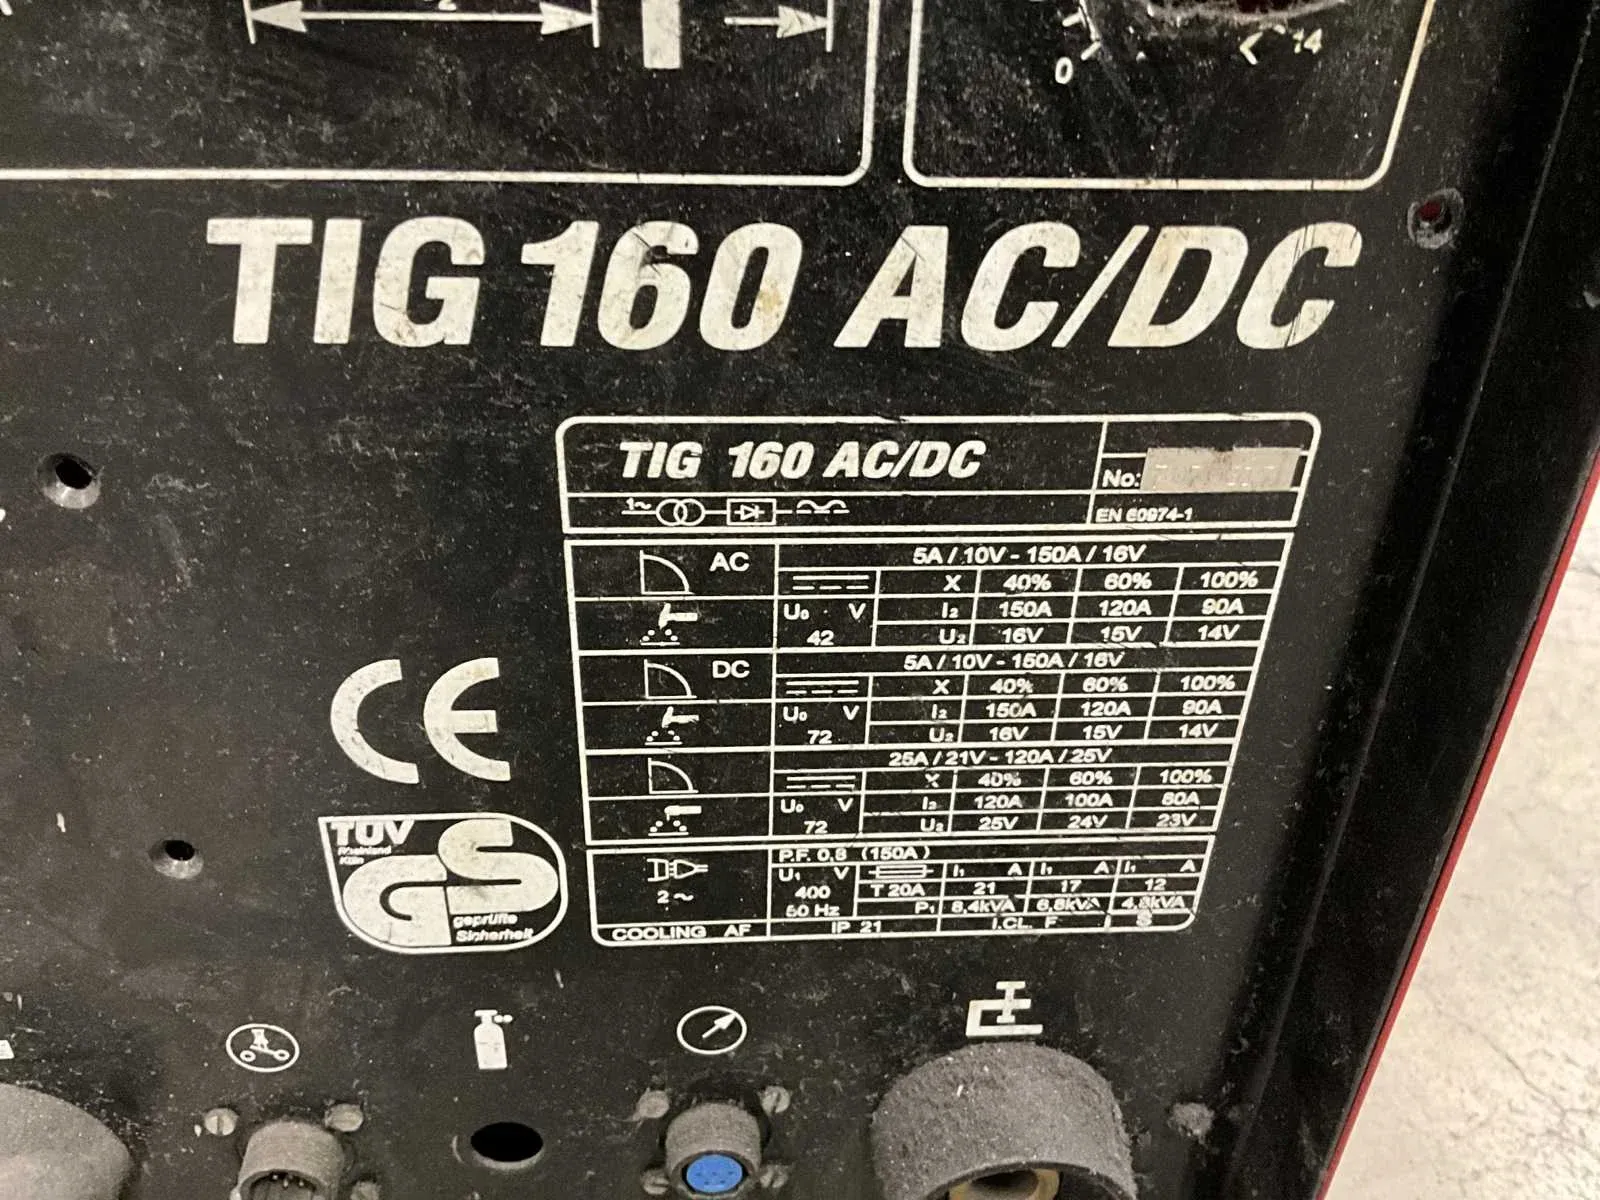 2
0
14
TIG 160 AC/DC
TIG 160 AC/DC
No:
1~
EN 60974-1
AC
5A / 10V - 150A / 16V
X 40% 60% 100%
U₀ V I₂ 150A 120A 90A
42 U₂ 16V 15V 14V
DC
5A / 10V - 150A / 16V
X 40% 60% 100%
U₀ V I₂ 150A 120A 90A
72 U₂ 16V 15V 14V
25A / 21V - 120A / 25V
X 40% 60% 100%
U₀ V I₂ 120A 100A 80A
72 U₂ 25V 24V 23V
P.F. 0,8 (150A)
U₁ V I₁ A I₁ A I₁ A
2~ 400 T 20A 21 17 12
50 Hz P₁ 8,4kVA 6,8kVA 4,8kVA
COOLING AF IP 21 I.CL. F S
CE
TÜV
Rheinland
Köln
GS
geprüfte
Sicherheit